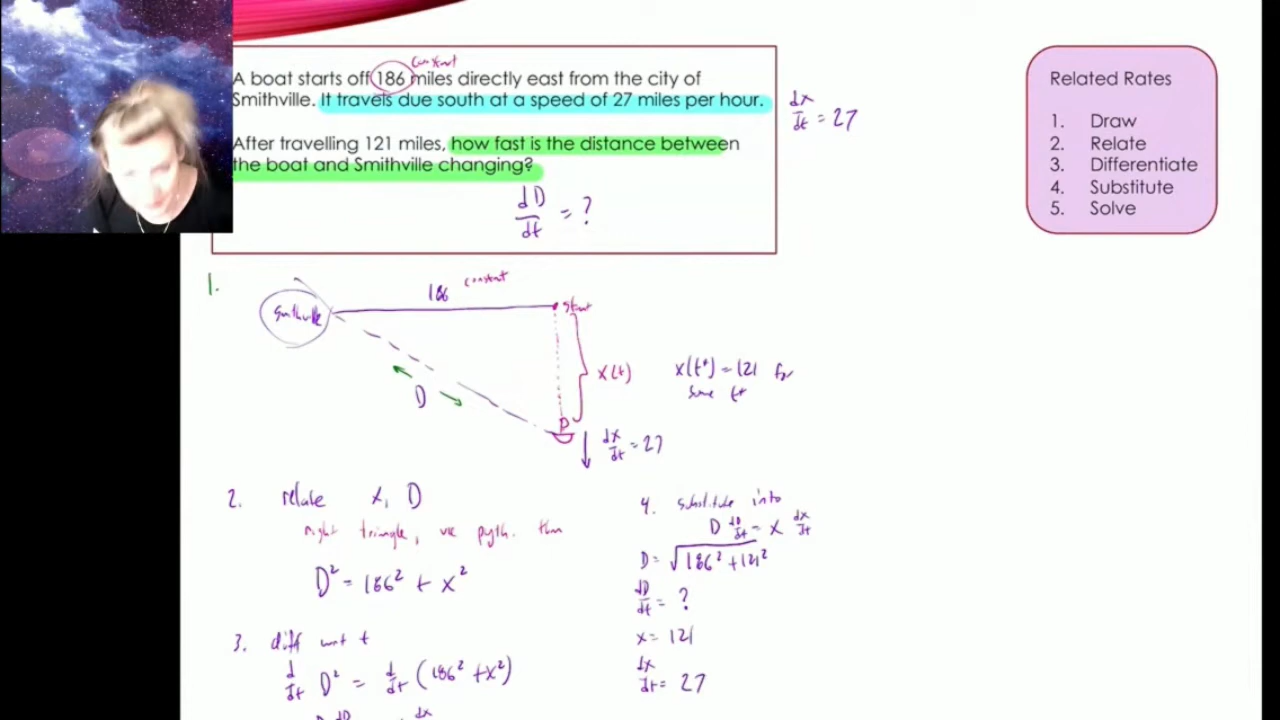 constant
A boat starts off 186 miles directly east from the city of
Smithville. It travels due south at a speed of 27 miles per hour.
dx/dt = 27
After travelling 121 miles, how fast is the distance between
the boat and Smithville changing?
dD/dt = ?
Related Rates
1. Draw
2. Relate
3. Differentiate
4. Substitute
5. Solve
1.
186 constant
Smithville
start
x(t)
x(t*) = 121 for
some t*
D
dx/dt = 27
2. relate x, D
right triangle, use pyth. thm
D² = 186² + x²
3. diff wrt t
d/dt D² = d/dt (186² + x²)
D dD/dt = dx/dt
4. substitute into
D dD/dt = x dx/dt
D = √186² + 121²
dD/dt = ?
x = 121
dx/dt = 27